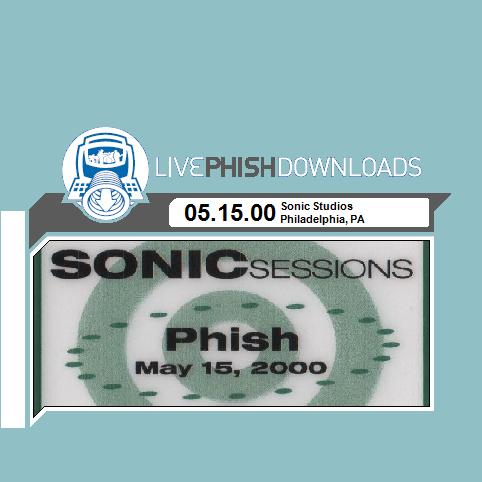 LIVEPHISHDOWNLOADS
05.15.00
Sonic Studios
Philadelphia, PA
SONICSESSIONS
Phish
May 15, 2000